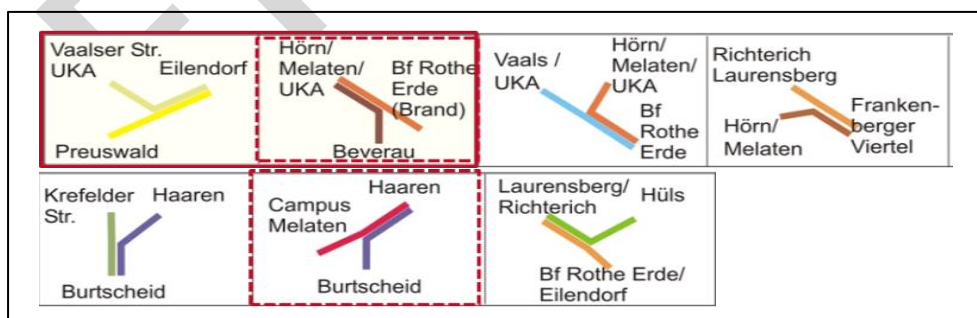 Vaalser Str.
UKA
Eilendorf
Preuswald
Hörn/
Melaten/
UKA
Bf Rothe
Erde
(Brand)
Beverau
Vaals /
UKA
Hörn/
Melaten/
UKA
Bf
Rothe
Erde
Richterich
Laurensberg
Hörn/
Melaten
Franken-
berger
Viertel
Krefelder
Str.
Haaren
Burtscheid
Campus
Melaten
Haaren
Burtscheid
Laurensberg/
Richterich
Hüls
Bf Rothe Erde/
Eilendorf